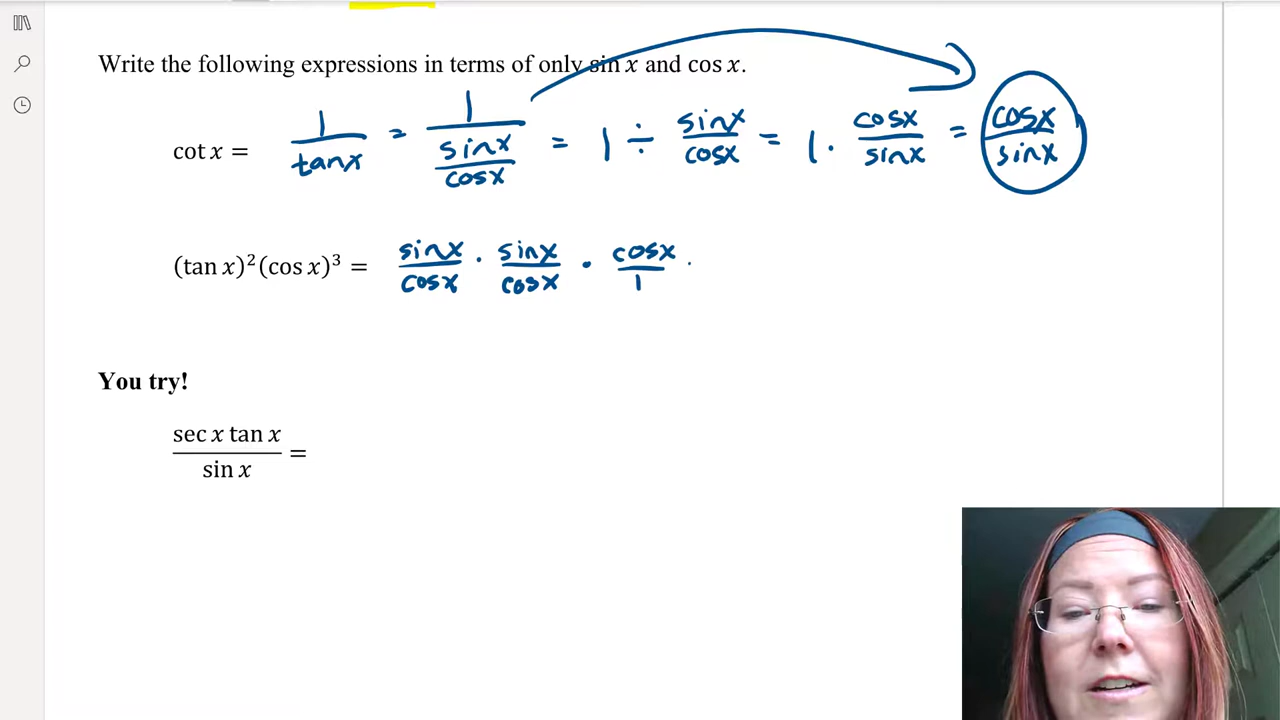 Write the following expressions in terms of only sin x and cos x.
cot x = 1/tanx = 1/(sinx/cosx) = 1 ÷ sinx/cosx = 1 · cosx/sinx = cosx/sinx
(tan x)²(cos x)³ = sinx/cosx · sinx/cosx · cosx/1 ·
You try!
sec x tan x / sin x =